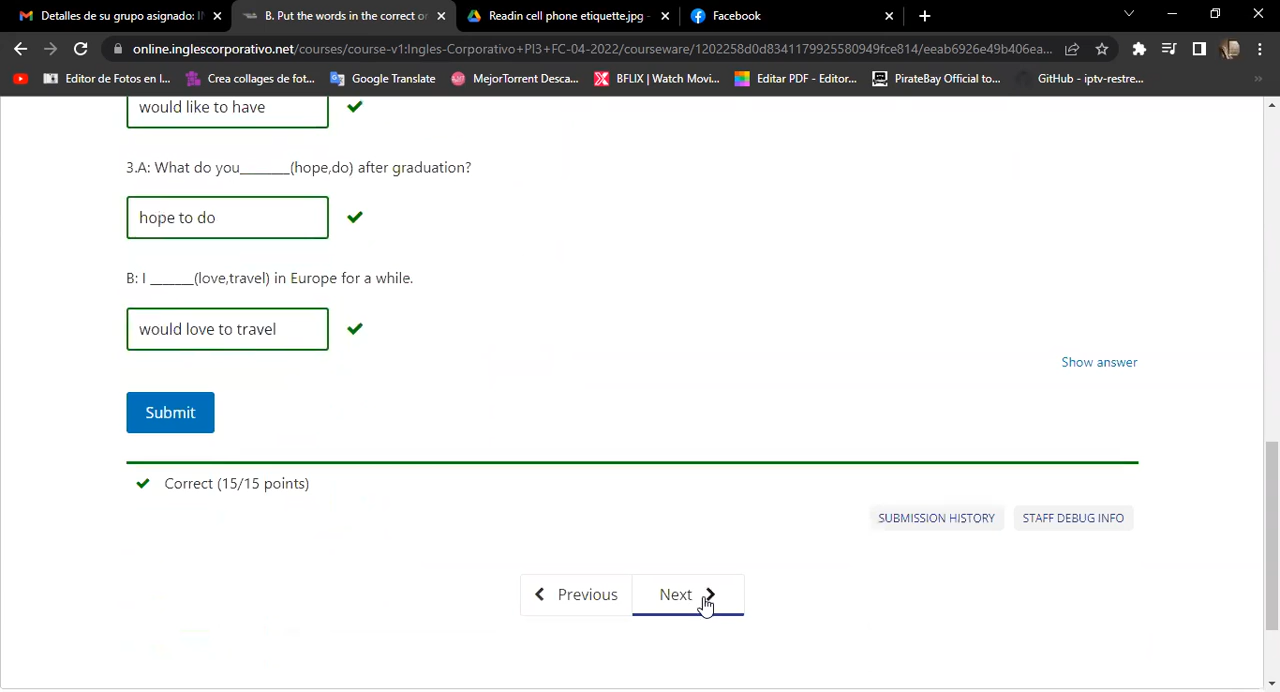 Detalles de su grupo asignado: I
B. Put the words in the correct or
Readin cell phone etiquette.jpg -
Facebook
online.inglescorporativo.net/courses/course-v1:Ingles-Corporativo+PI3+FC-04-2022/courseware/1202258d0d8341179925580949fce814/eeab6926e49b406ea...
Editor de Fotos en l...
Crea collages de fot...
Google Translate
MejorTorrent Desca...
BFLIX | Watch Movi...
Editar PDF - Editor...
PirateBay Official to...
GitHub - iptv-restre...
would like to have
3.A: What do you_______(hope,do) after graduation?
hope to do
B: I ______(love,travel) in Europe for a while.
would love to travel
Show answer
Submit
Correct (15/15 points)
SUBMISSION HISTORY
STAFF DEBUG INFO
Previous
Next